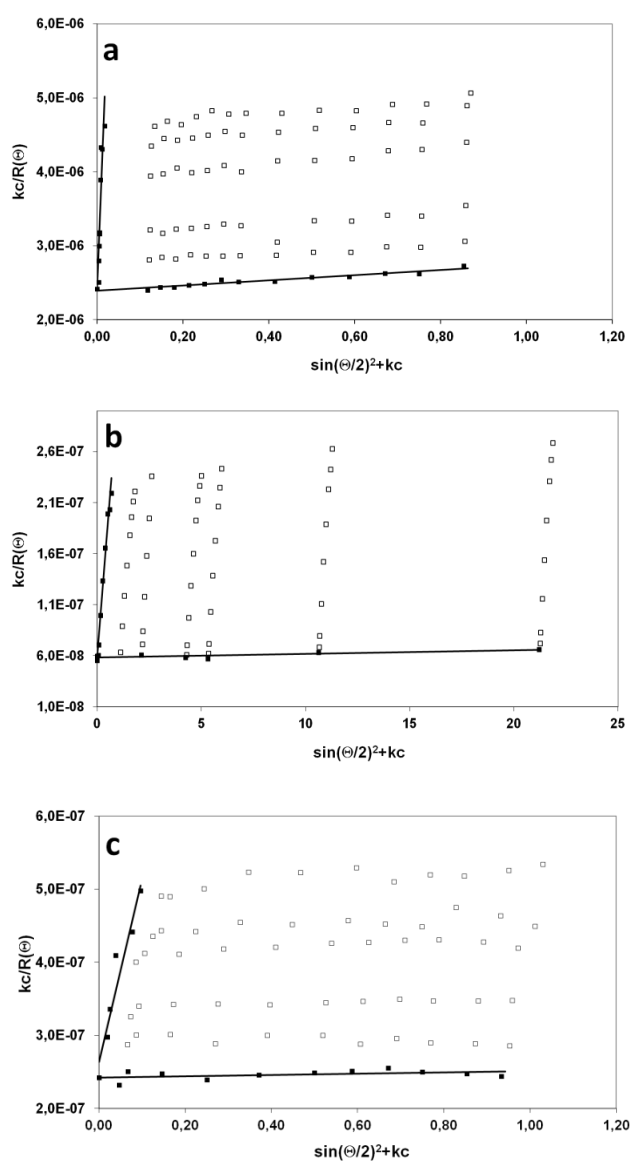 a
6,0E-06
5,0E-06
4,0E-06
3,0E-06
2,0E-06
kc/R(Θ)
0,00 0,20 0,40 0,60 0,80 1,00 1,20
sin(Θ/2)²+kc
b
2,6E-07
2,1E-07
1,6E-07
1,1E-07
6,0E-08
1,0E-08
kc/R(Θ)
0 5 10 15 20 25
sin(Θ/2)²+kc
c
6,0E-07
5,0E-07
4,0E-07
3,0E-07
2,0E-07
kc/R(Θ)
0,00 0,20 0,40 0,60 0,80 1,00 1,20
sin(Θ/2)²+kc